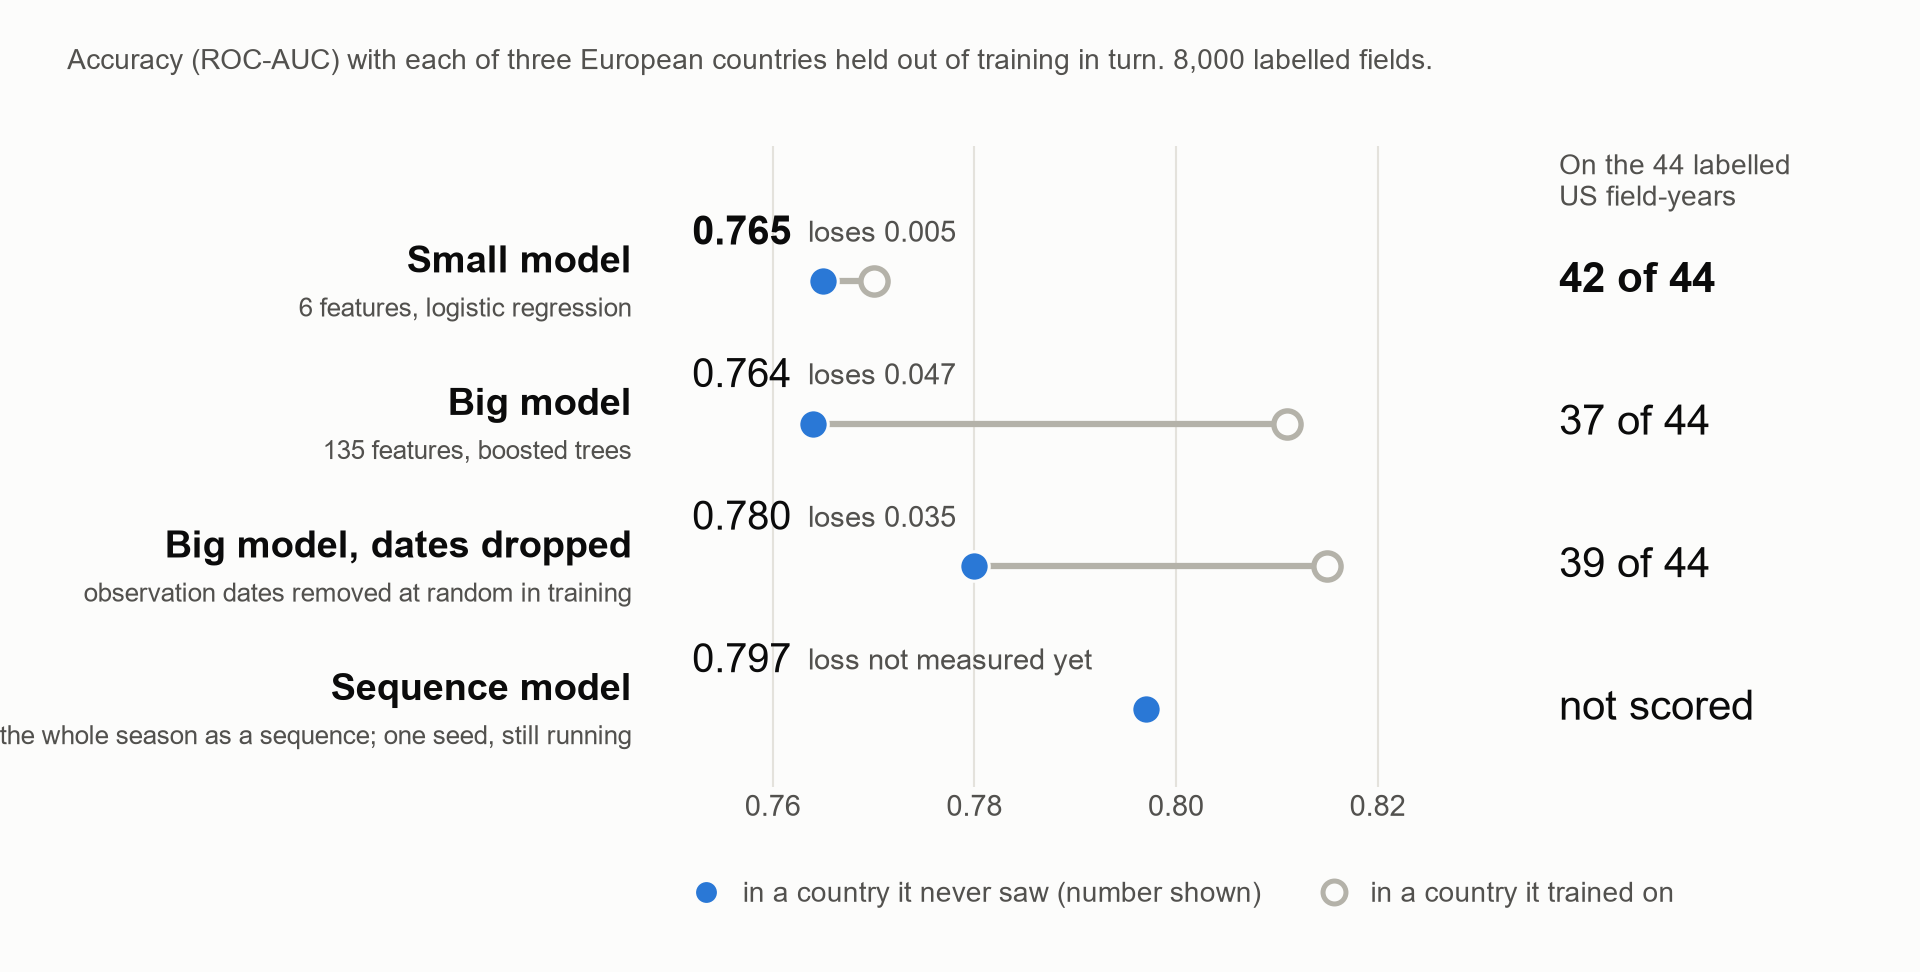 Accuracy (ROC-AUC) with each of three European countries held out of training in turn. 8,000 labelled fields.
On the 44 labelled
US field-years
0.765 loses 0.005
Small model
42 of 44
6 features, logistic regression
0.764 loses 0.047
Big model
37 of 44
135 features, boosted trees
0.780 loses 0.035
Big model, dates dropped
39 of 44
observation dates removed at random in training
0.797 loss not measured yet
Sequence model
not scored
the whole season as a sequence; one seed, still running
0.76 0.78 0.80 0.82
in a country it never saw (number shown) in a country it trained on